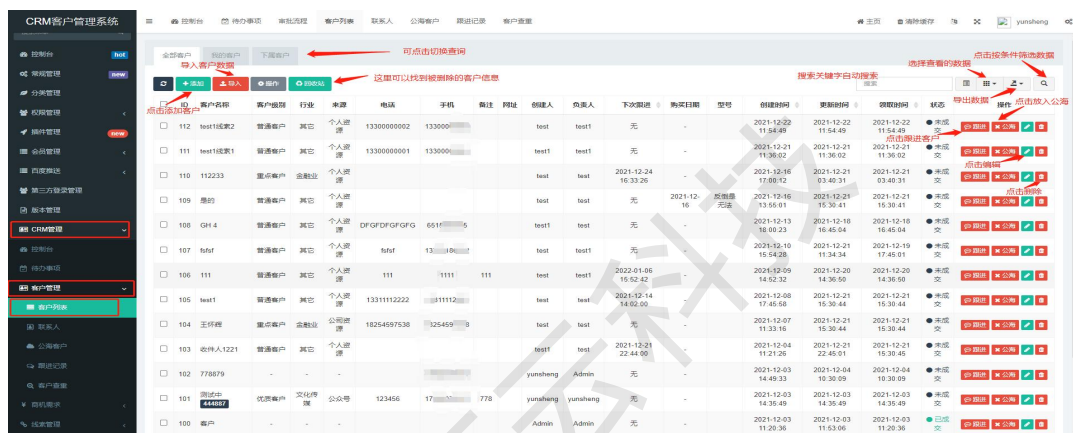 CRM客户管理系统
控制台
待办事项
审批流程
客户列表
联系人
公海客户
跟进记录
客户查重
主页
清除缓存
yunsheng
控制台 hot
常规管理 new
分类管理
权限管理
插件管理 new
会员管理
百度推送
第三方登录管理
版本管理
CRM管理
控制台
待办事项
客户管理
客户列表
联系人
公海客户
跟进记录
客户查重
商机需求
线索管理
全部客户 我的客户 下属客户
可点击切换查询
导入客户数据
点击按条件筛选数据
选择查看的数据
添加 导入 操作 回收站
这里可以找到被删除的客户信息
搜索关键字自动搜索
搜索
导出数据
点击放入公海
点击添加客户
ID 客户名称 客户级别 行业 来源 电话 手机 备注 网址 创建人 负责人 下次跟进 购买日期 型号 创建时间 更新时间 领取时间 状态 操作
112 test1线索2 普通客户 其它 个人资源 13300000002 133000 test test1 无 - 2021-12-22 11:54:49 2021-12-22 11:54:49 2021-12-22 11:54:49 未成交 跟进 公海
点击跟进客户
111 test1线索1 普通客户 其它 个人资源 13300000001 133000 test1 test1 无 - 2021-12-21 11:36:02 2021-12-21 11:36:02 2021-12-21 11:36:02 未成交 跟进 公海
点击编辑
110 112233 重点客户 金融业 个人资源 test test1 2021-12-24 16:33:26 - 2021-12-16 17:00:12 2021-12-21 03:40:31 2021-12-21 03:40:31 未成交 跟进 公海
点击删除
109 是的 普通客户 其它 个人资源 test test1 无 2021-12-16 反倒是无法 2021-12-16 13:55:01 2021-12-21 15:30:41 2021-12-21 15:30:41 未成交 跟进 公海
108 GH 4 普通客户 其它 个人资源 DFGFDFGFGFG test test1 无 - 2021-12-13 18:00:23 2021-12-18 16:45:04 2021-12-18 16:45:04 未成交 跟进 公海
107 fsfsf 普通客户 其它 个人资源 fsfsf test test1 无 - 2021-12-10 15:54:28 2021-12-21 11:34:34 2021-12-19 17:45:01 未成交 跟进 公海
106 111 普通客户 其它 个人资源 111 1111 111 test test1 2022-01-06 15:52:42 - 2021-12-09 14:52:32 2021-12-20 14:36:50 2021-12-20 14:36:50 未成交 跟进 公海
105 test1 普通客户 其它 个人资源 13311112222 test test 2021-12-14 14:02:00 - 2021-12-08 17:45:58 2021-12-21 15:30:44 2021-12-21 15:30:44 未成交 跟进 公海
104 王怀辉 重点客户 金融业 公司资源 18254597538 test test 无 - 2021-12-07 11:33:16 2021-12-21 15:30:44 2021-12-21 15:30:44 未成交 跟进 公海
103 收件人1221 普通客户 其它 个人资源 test1 test 2021-12-21 22:44:00 - 2021-12-04 11:21:26 2021-12-21 22:45:01 2021-12-21 15:30:45 未成交 跟进 公海
102 778879 - - - yunsheng Admin 无 - 2021-12-03 14:49:33 2021-12-04 10:30:09 2021-12-04 10:30:09 未成交 跟进 公海
101 测试中 444887 优质客户 文化传媒 公众号 123456 778 yunsheng yunsheng 无 - 2021-12-03 14:35:49 2021-12-03 14:35:49 2021-12-03 14:35:49 未成交 跟进 公海
100 客户 - - - Admin Admin 无 - 2021-12-03 11:20:36 2021-12-03 11:53:06 2021-12-03 11:20:36 已成交 跟进 公海